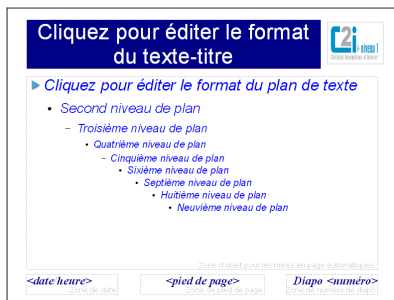 Cliquez pour éditer le format
du texte-titre
C2i niveau 1
Certificat Informatique et Internet
Cliquez pour éditer le format du plan de texte
• Second niveau de plan
– Troisième niveau de plan
• Quatrième niveau de plan
– Cinquième niveau de plan
• Sixième niveau de plan
• Septième niveau de plan
• Huitième niveau de plan
• Neuvième niveau de plan
Zone d'objet pour les mises en page automatiques
<date/heure> <pied de page> Diapo <numéro>
Zone de date Zone de pied de page Zone de numéro de diapo